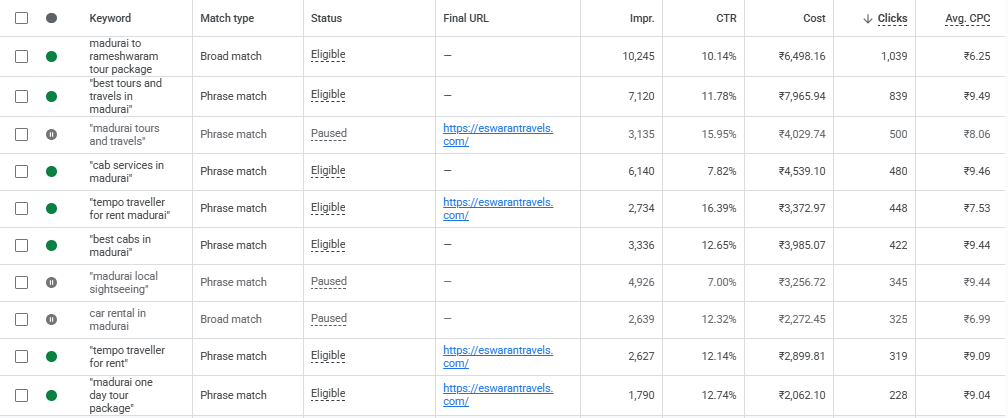 Keyword Match type Status Final URL Impr. CTR Cost ↓ Clicks Avg. CPC
madurai to
rameshwaram
tour package
Broad match Eligible — 10,245 10.14% ₹6,498.16 1,039 ₹6.25
"best tours and
travels in
madurai"
Phrase match Eligible — 7,120 11.78% ₹7,965.94 839 ₹9.49
"madurai tours
and travels"
Phrase match Paused https://eswarantravels.
com/
3,135 15.95% ₹4,029.74 500 ₹8.06
"cab services in
madurai"
Phrase match Eligible — 6,140 7.82% ₹4,539.10 480 ₹9.46
"tempo traveller
for rent madurai"
Phrase match Eligible https://eswarantravels.
com/
2,734 16.39% ₹3,372.97 448 ₹7.53
"best cabs in
madurai"
Phrase match Eligible — 3,336 12.65% ₹3,985.07 422 ₹9.44
"madurai local
sightseeing"
Phrase match Paused — 4,926 7.00% ₹3,256.72 345 ₹9.44
car rental in
madurai
Broad match Paused — 2,639 12.32% ₹2,272.45 325 ₹6.99
"tempo traveller
for rent"
Phrase match Eligible https://eswarantravels.
com/
2,627 12.14% ₹2,899.81 319 ₹9.09
"madurai one
day tour
package"
Phrase match Eligible https://eswarantravels.
com/
1,790 12.74% ₹2,062.10 228 ₹9.04